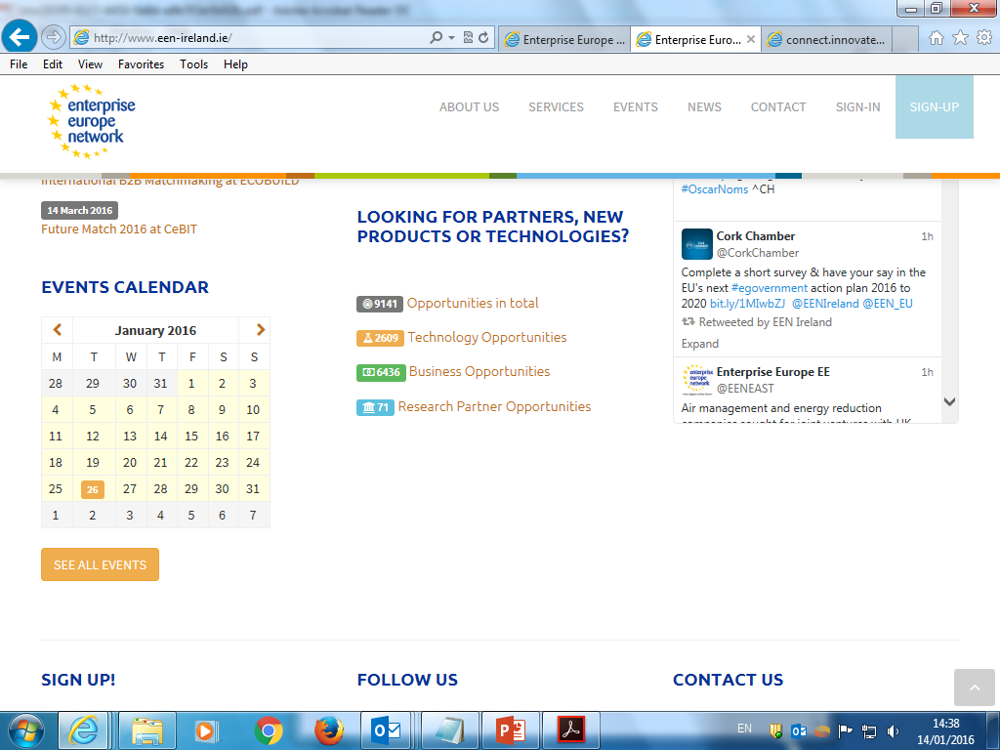 http://www.een-ireland.ie/
Enterprise Europe ...
Enterprise Euro...
connect.innovate...
File Edit View Favorites Tools Help
enterprise
europe
network
ABOUT US SERVICES EVENTS NEWS CONTACT SIGN-IN SIGN-UP
International B2B Matchmaking at ECOBUILD
14 March 2016
Future Match 2016 at CeBIT
EVENTS CALENDAR
January 2016
M T W T F S S
28 29 30 31 1 2 3
4 5 6 7 8 9 10
11 12 13 14 15 16 17
18 19 20 21 22 23 24
25 26 27 28 29 30 31
1 2 3 4 5 6 7
SEE ALL EVENTS
LOOKING FOR PARTNERS, NEW
PRODUCTS OR TECHNOLOGIES?
9141 Opportunities in total
2609 Technology Opportunities
6436 Business Opportunities
71 Research Partner Opportunities
#OscarNoms ^CH
Cork Chamber 1h
@CorkChamber
Complete a short survey & have your say in the
EU's next #egovernment action plan 2016 to
2020 bit.ly/1MIwbZJ @EENIreland @EEN_EU
Retweeted by EEN Ireland
Expand
Enterprise Europe EE 1h
@EENEAST
Air management and energy reduction
companies sought for joint ventures with UK
SIGN UP!
FOLLOW US
CONTACT US
EN
14:38
14/01/2016